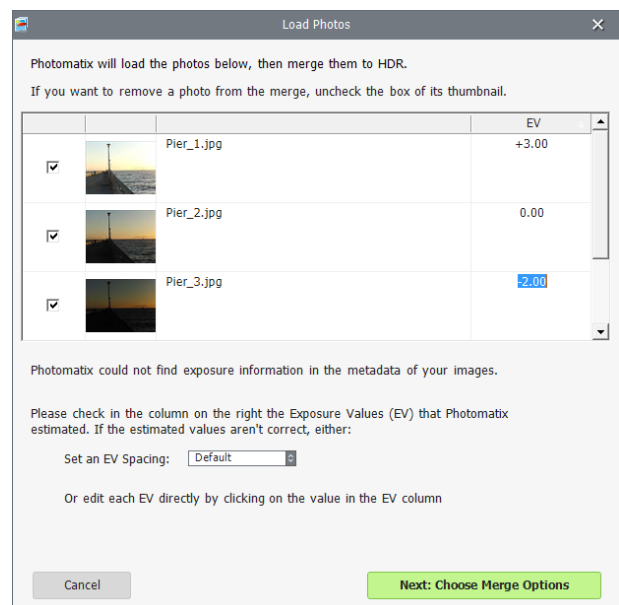 Load Photos
Photomatix will load the photos below, then merge them to HDR.
If you want to remove a photo from the merge, uncheck the box of its thumbnail.
EV
Pier_1.jpg +3.00
Pier_2.jpg 0.00
Pier_3.jpg -2.00
Photomatix could not find exposure information in the metadata of your images.
Please check in the column on the right the Exposure Values (EV) that Photomatix
estimated. If the estimated values aren't correct, either:
Set an EV Spacing: Default
Or edit each EV directly by clicking on the value in the EV column
Cancel Next: Choose Merge Options